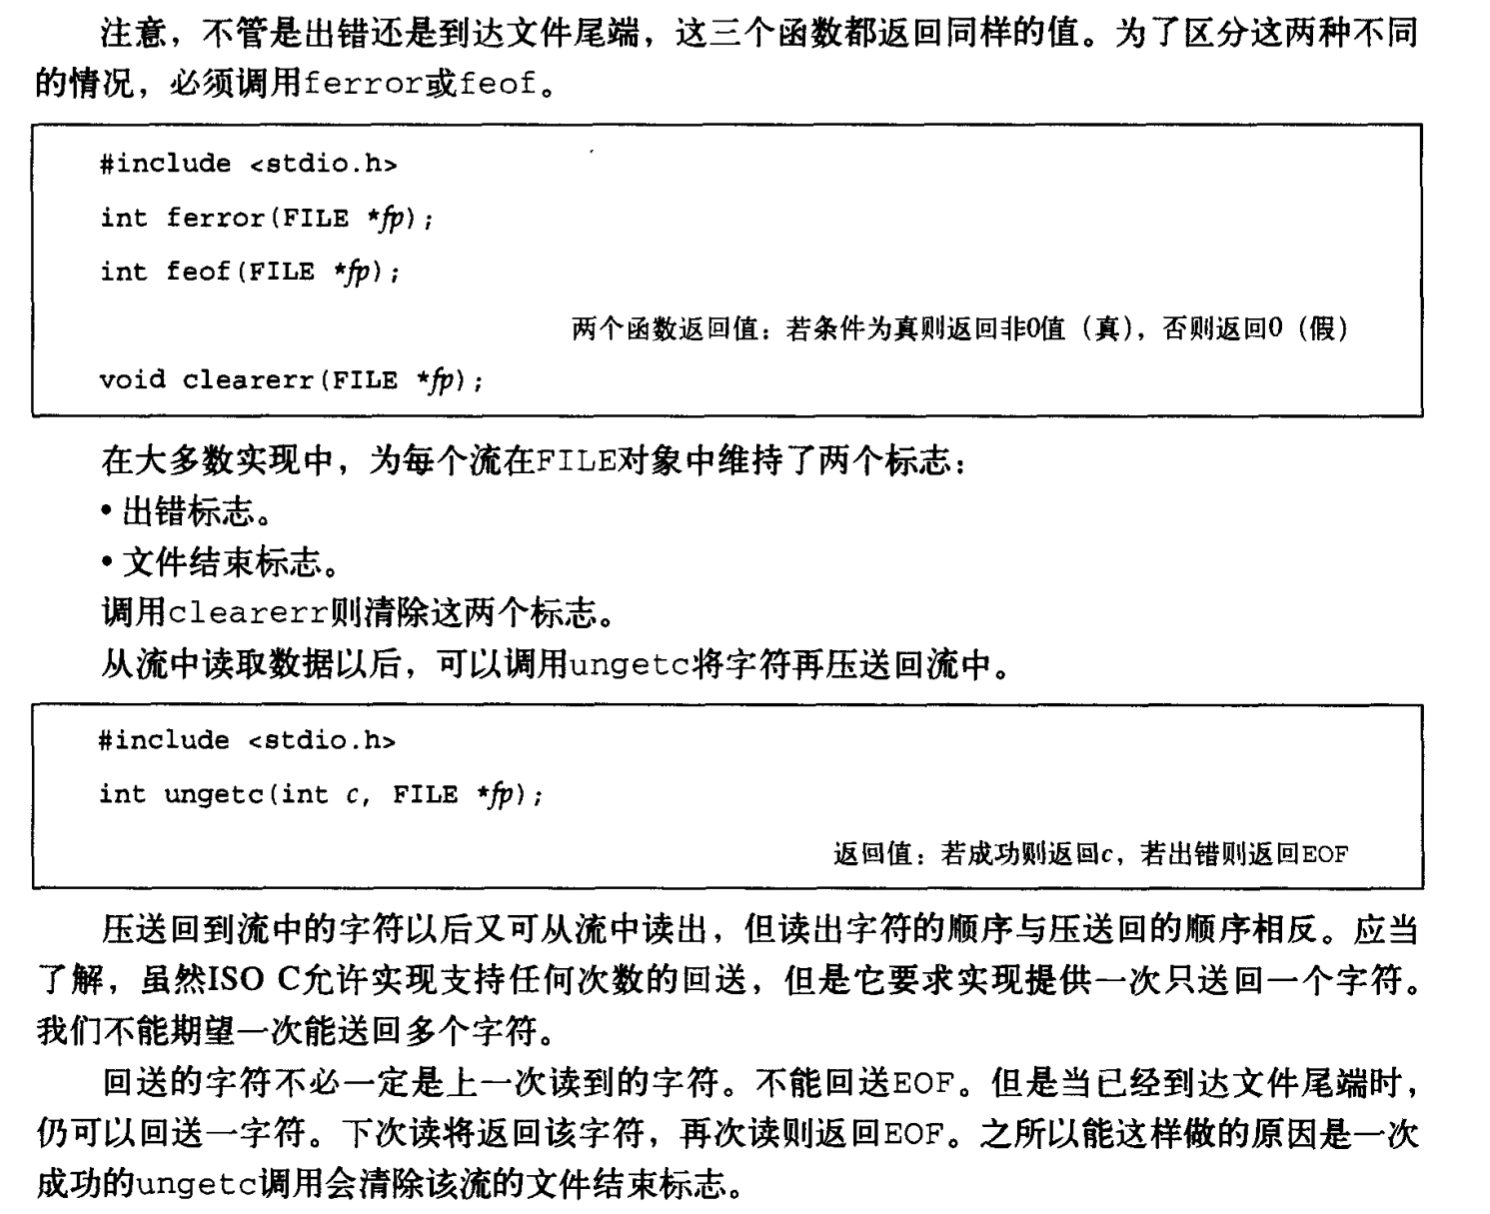 注意，不管是出错还是到达文件尾端，这三个函数都返回同样的值。为了区分这两种不同
的情况，必须调用ferror或feof。
#include <stdio.h>
int ferror(FILE *fp);
int feof(FILE *fp);
两个函数返回值：若条件为真则返回非0值（真），否则返回0（假）
void clearerr(FILE *fp);
在大多数实现中，为每个流在FILE对象中维持了两个标志：
• 出错标志。
• 文件结束标志。
调用clearerr则清除这两个标志。
从流中读取数据以后，可以调用ungetc将字符再压送回流中。
#include <stdio.h>
int ungetc(int c, FILE *fp);
返回值：若成功则返回c，若出错则返回EOF
压送回到流中的字符以后又可从流中读出，但读出字符的顺序与压送回的顺序相反。应当
了解，虽然ISO C允许实现支持任何次数的回送，但是它要求实现提供一次只送回一个字符。
我们不能期望一次能送回多个字符。
回送的字符不必一定是上一次读到的字符。不能回送EOF。但是当已经到达文件尾端时，
仍可以回送一字符。下次读将返回该字符，再次读则返回EOF。之所以能这样做的原因是一次
成功的ungetc调用会清除该流的文件结束标志。